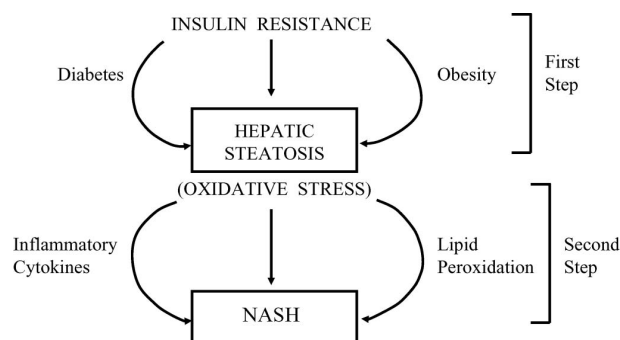 INSULIN RESISTANCE
Diabetes
Obesity
First
Step
HEPATIC
STEATOSIS
(OXIDATIVE STRESS)
Inflammatory
Cytokines
Lipid
Peroxidation
Second
Step
NASH